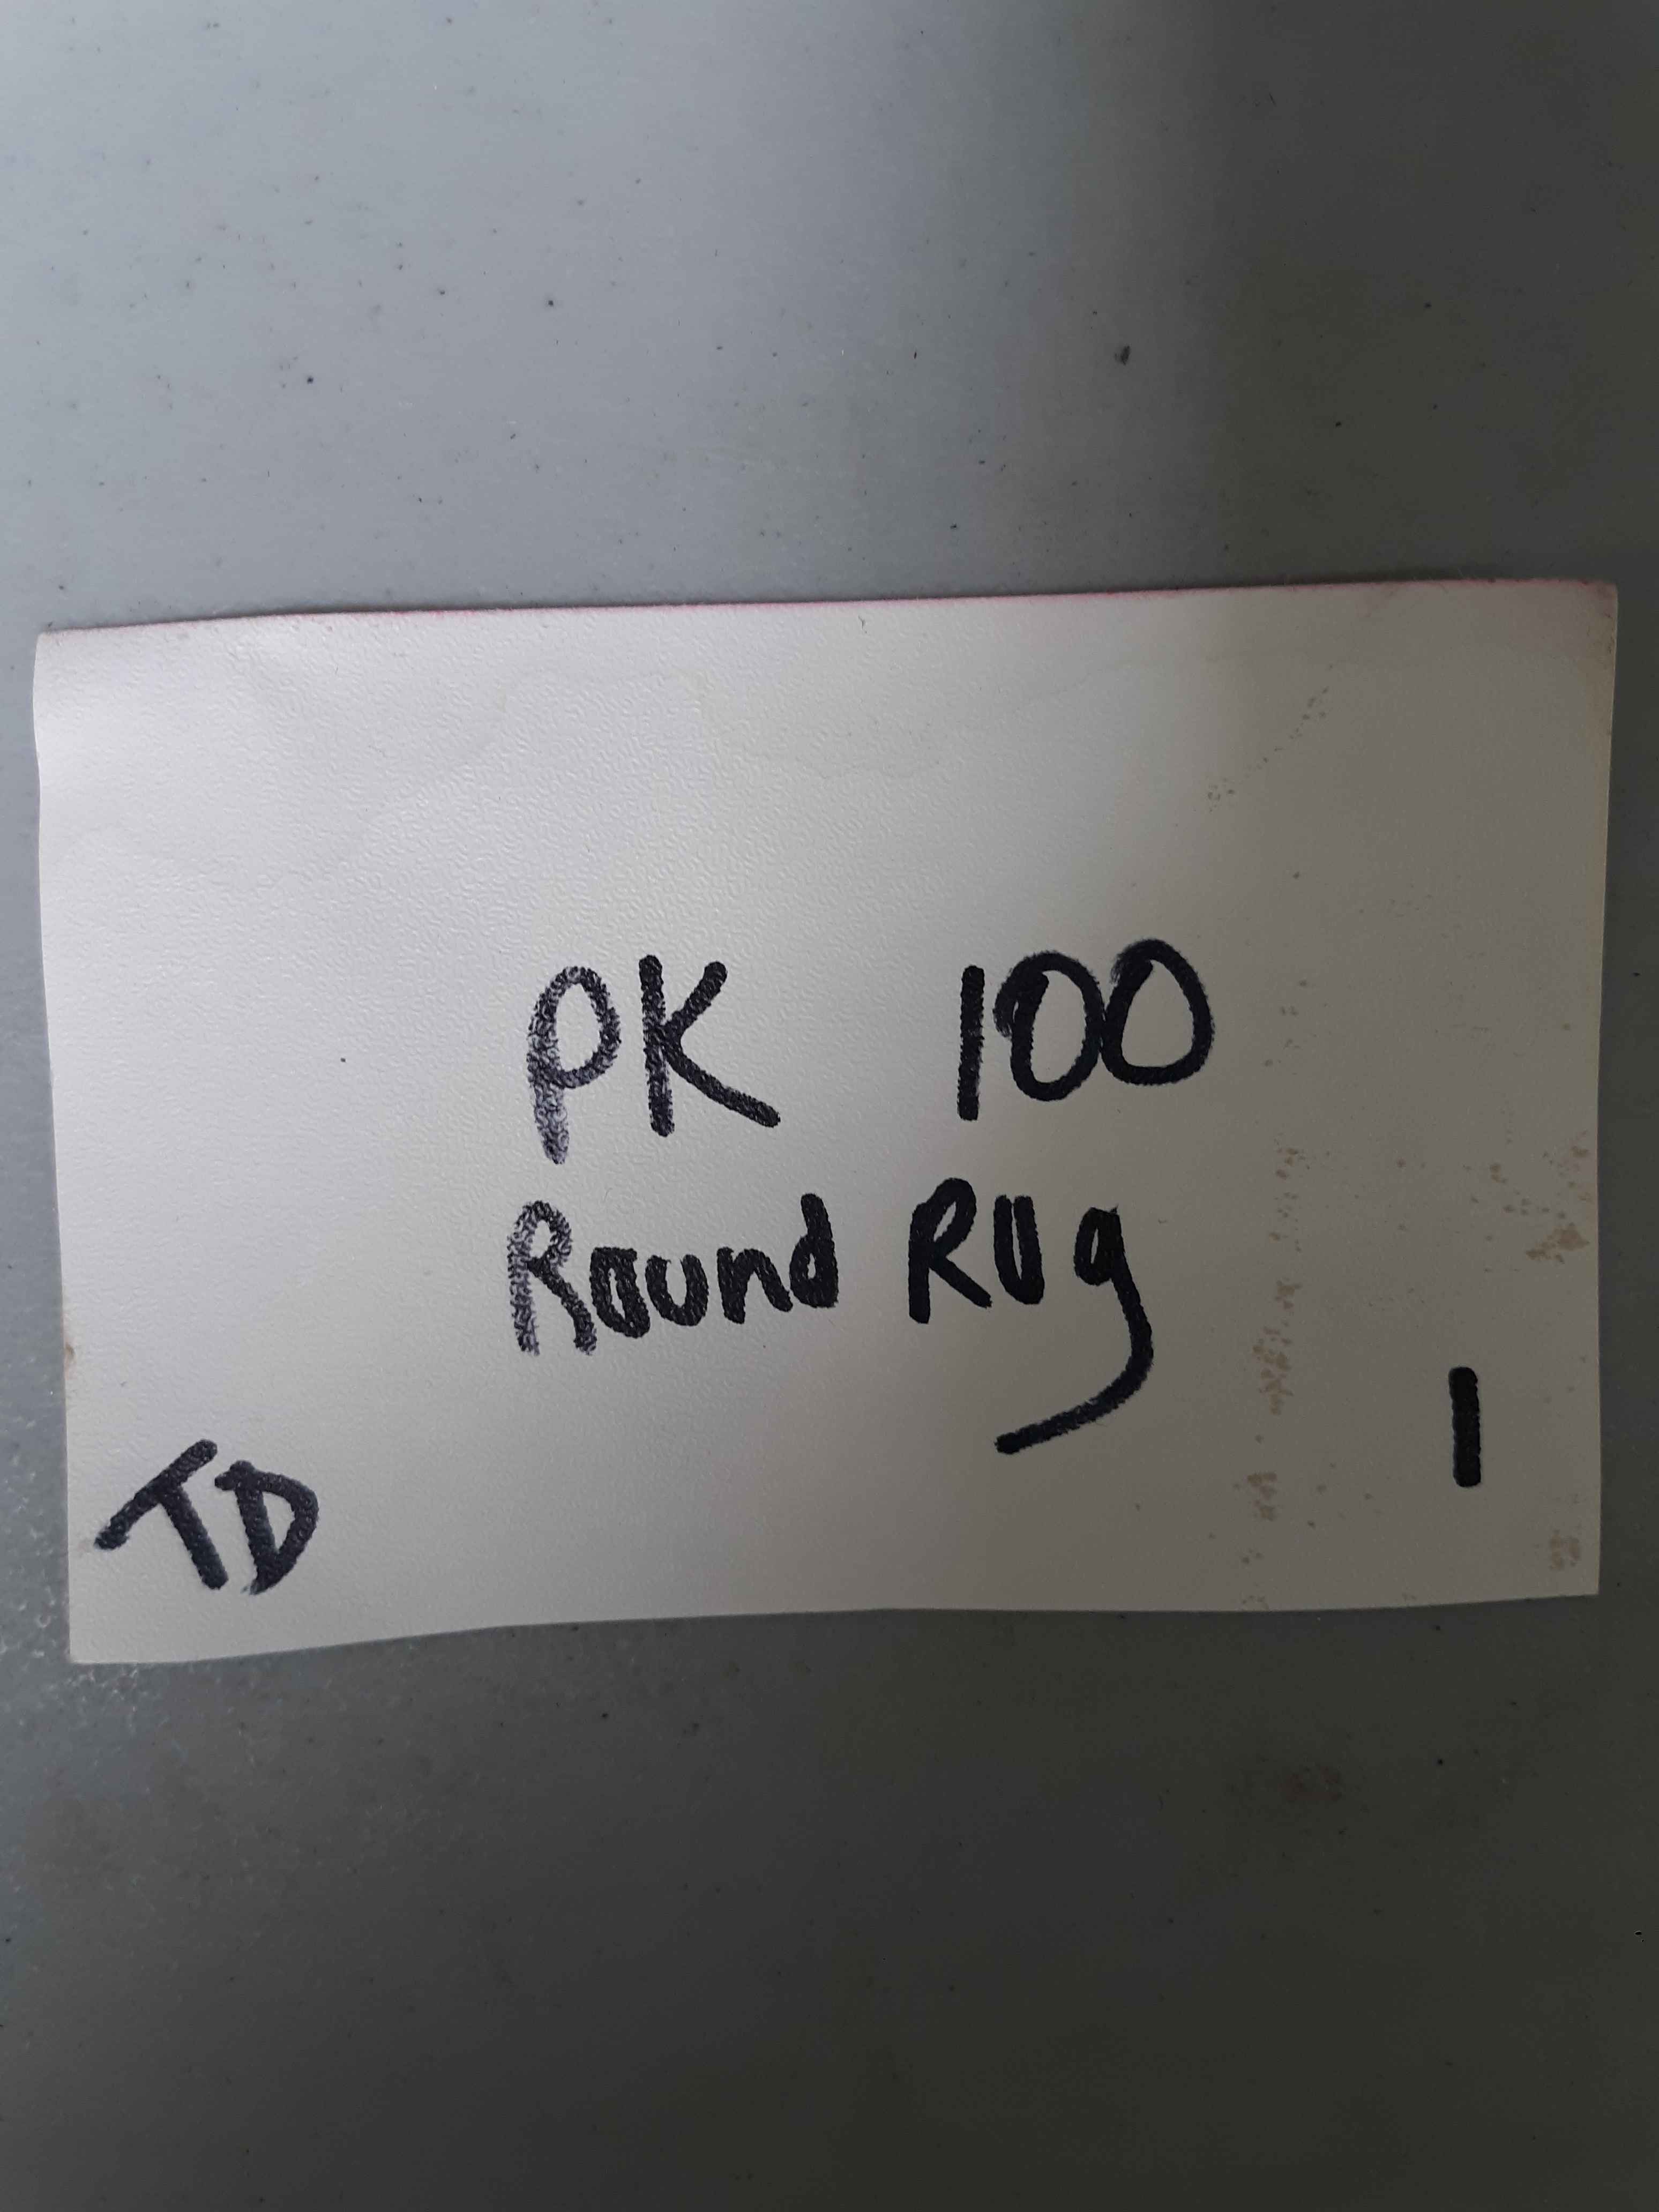 PK 100
Round Rug
TD
1